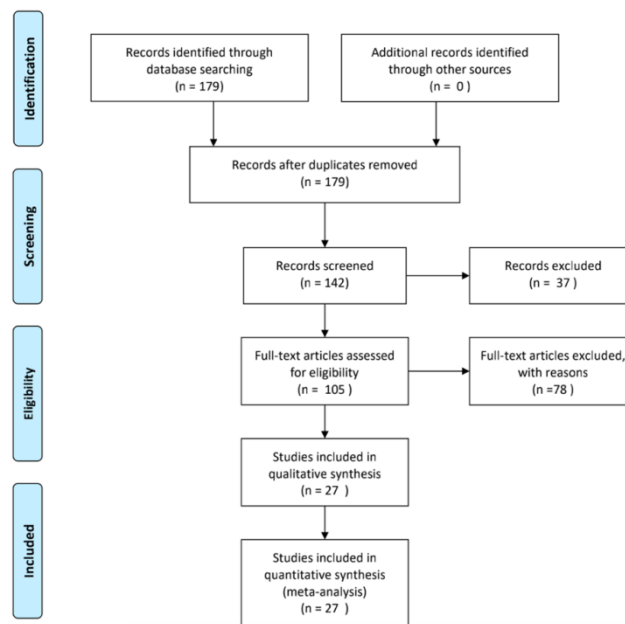 Identification
Records identified through
database searching
(n = 179)
Additional records identified
through other sources
(n = 0 )
Records after duplicates removed
(n = 179)
Screening
Records screened
(n = 142)
Records excluded
(n = 37 )
Eligibility
Full-text articles assessed
for eligibility
(n = 105 )
Full-text articles excluded,
with reasons
(n =78 )
Studies included in
qualitative synthesis
(n = 27 )
Included
Studies included in
quantitative synthesis
(meta-analysis)
(n = 27 )